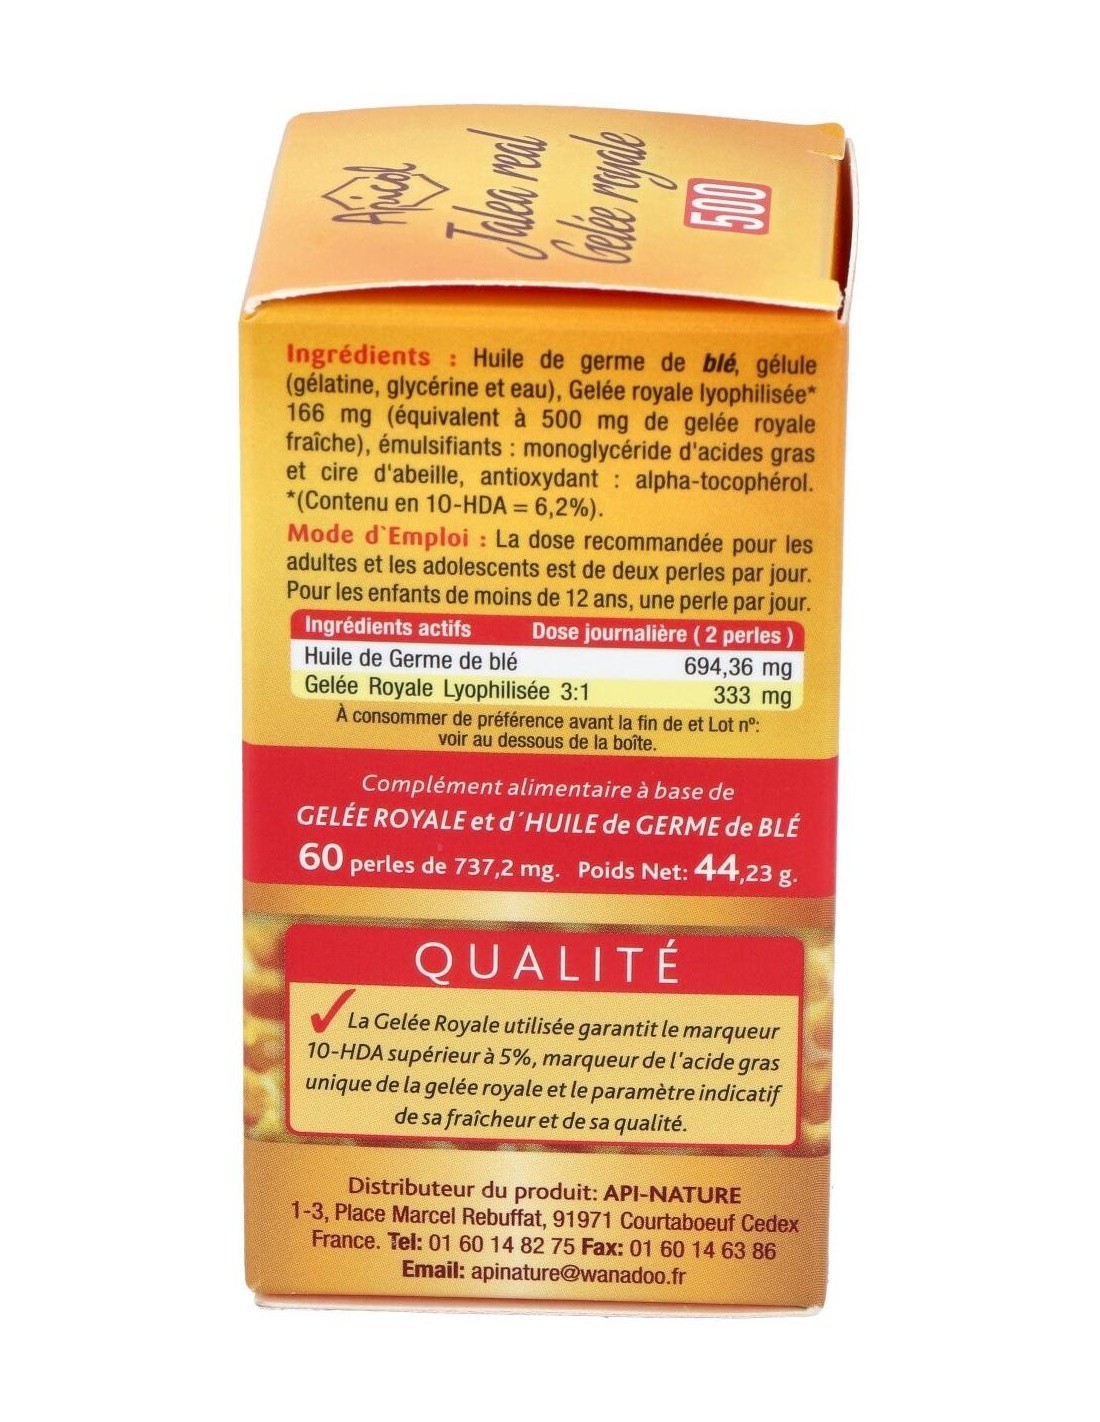 Apicol
Jalea real
Gelée royale
500
Ingrédients : Huile de germe de blé, gélule
(gélatine, glycérine et eau), Gelée royale lyophilisée*
166 mg (équivalent à 500 mg de gelée royale
fraîche), émulsifiants : monoglycéride d'acides gras
et cire d'abeille, antioxydant : alpha-tocophérol.
*(Contenu en 10-HDA = 6,2%).
Mode d`Emploi : La dose recommandée pour les
adultes et les adolescents est de deux perles par jour.
Pour les enfants de moins de 12 ans, une perle par jour.
Ingrédients actifs Dose journalière ( 2 perles )
Huile de Germe de blé 694,36 mg
Gelée Royale Lyophilisée 3:1 333 mg
À consommer de préférence avant la fin de et Lot nº:
voir au dessous de la boîte.
Complément alimentaire à base de
GELÉE ROYALE et d´HUILE de GERME de BLÉ
60 perles de 737,2 mg. Poids Net: 44,23 g.
QUALITÉ
La Gelée Royale utilisée garantit le marqueur
10-HDA supérieur à 5%, marqueur de l'acide gras
unique de la gelée royale et le paramètre indicatif
de sa fraîcheur et de sa qualité.
Distributeur du produit: API-NATURE
1-3, Place Marcel Rebuffat, 91971 Courtaboeuf Cedex
France. Tel: 01 60 14 82 75 Fax: 01 60 14 63 86
Email: apinature@wanadoo.fr